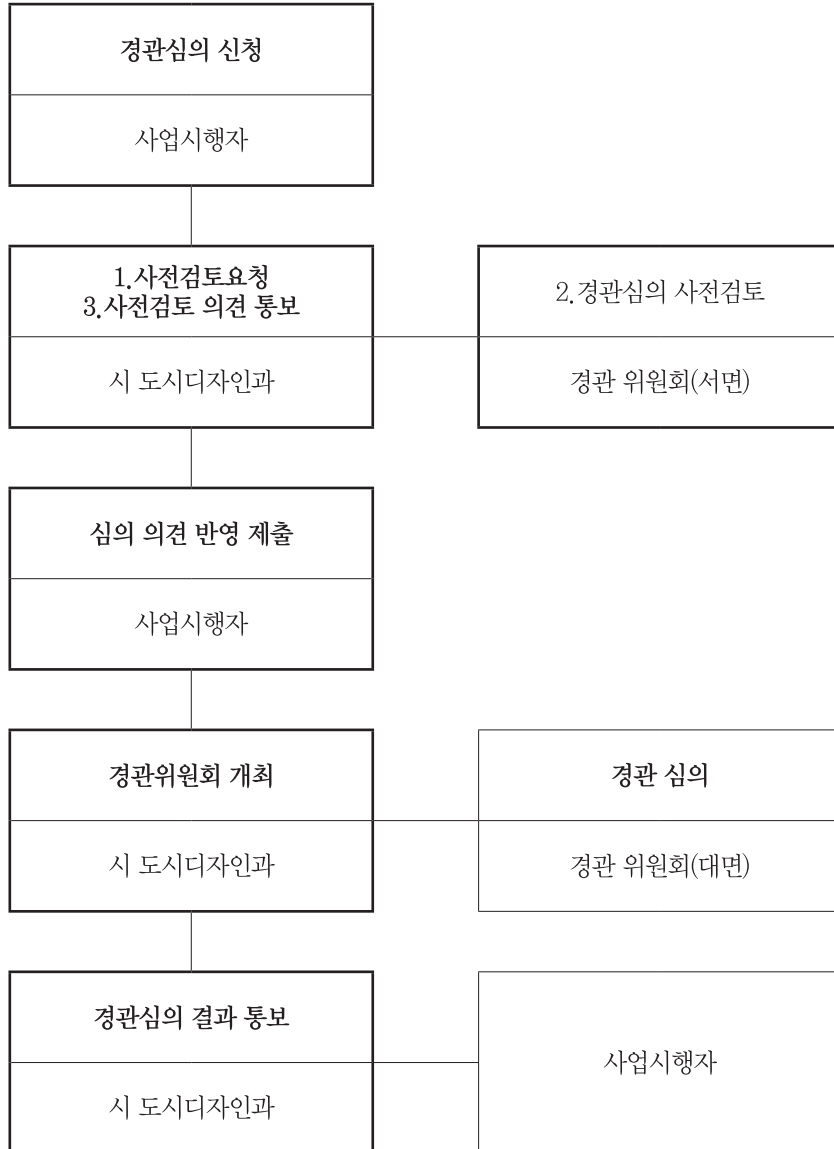 경관심의 신청
사업시행자
1.사전검토요청
3.사전검토 의견 통보
시 도시디자인과
2.경관심의 사전검토
경관 위원회(서면)
심의 의견 반영 제출
사업시행자
경관위원회 개최
시 도시디자인과
경관 심의
경관 위원회(대면)
경관심의 결과 통보
시 도시디자인과
사업시행자